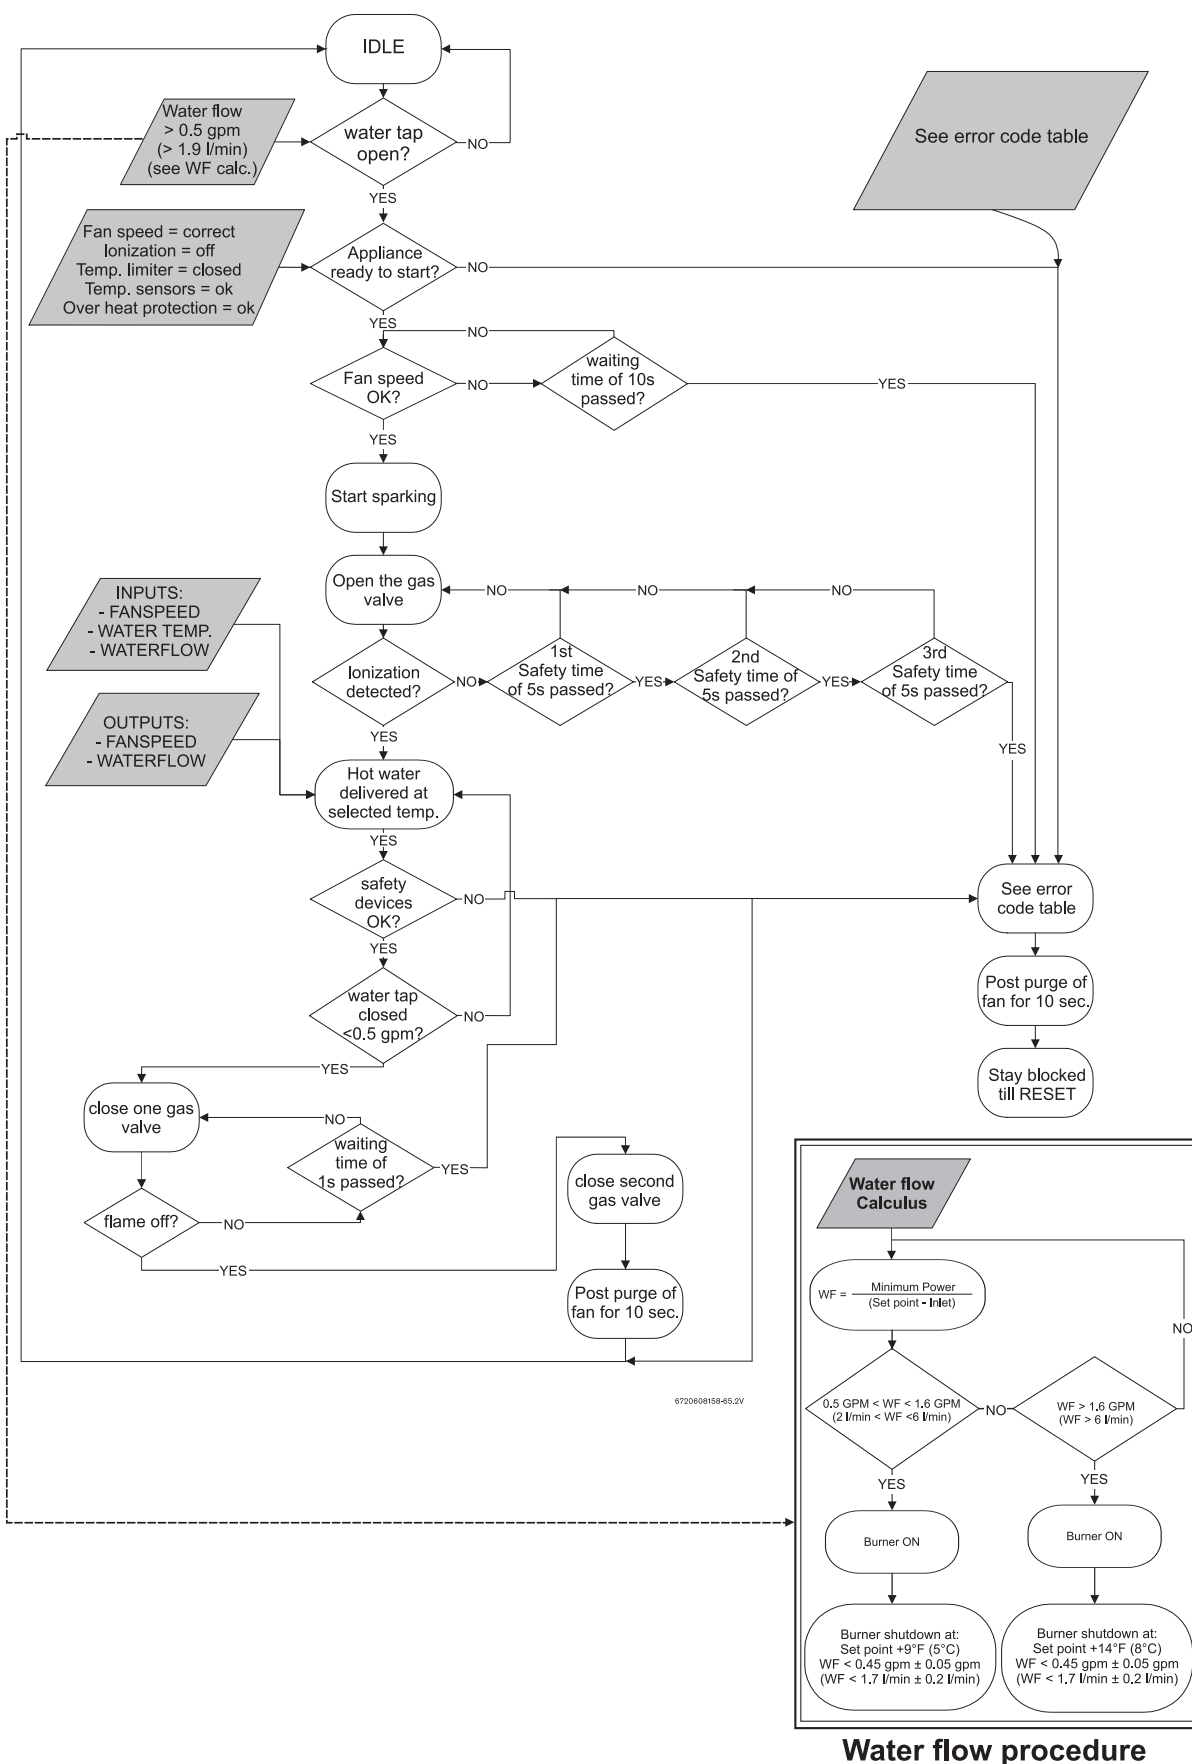 IDLE
Water flow
> 0.5 gpm
(> 1.9 l/min)
(see WF calc.)
water tap
open?
NO
See error code table
YES
Fan speed = correct
Ionization = off
Temp. limiter = closed
Temp. sensors = ok
Over heat protection = ok
Appliance
ready to start?
NO
YES
NO
Fan speed
OK?
NO
waiting
time of 10s
passed?
YES
YES
Start sparking
Open the gas
valve
NO
NO
NO
INPUTS:
- FANSPEED
- WATER TEMP.
- WATERFLOW
Ionization
detected?
NO
1st
Safety time
of 5s passed?
YES
2nd
Safety time of
5s passed?
YES
3rd
Safety time
of 5s passed?
YES
YES
OUTPUTS:
- FANSPEED
- WATERFLOW
Hot water
delivered at
selected temp.
YES
safety
devices
OK?
NO
See error
code table
YES
water tap
closed
<0.5 gpm?
NO
Post purge of
fan for 10 sec.
YES
Stay blocked
till RESET
close one gas
valve
NO
waiting
time of
1s passed?
YES
flame off?
NO
YES
close second
gas valve
Post purge of
fan for 10 sec.
6720608158-65.2V
Water flow
Calculus
WF =
Minimum Power
(Set point - Inlet)
NO
0.5 GPM < WF < 1.6 GPM
(2 l/min < WF <6 l/min)
NO
WF > 1.6 GPM
(WF > 6 l/min)
YES
YES
Burner ON
Burner ON
Burner shutdown at:
Set point +9°F (5°C)
WF < 0.45 gpm ± 0.05 gpm
(WF < 1.7 l/min ± 0.2 l/min)
Burner shutdown at:
Set point +14°F (8°C)
WF < 0.45 gpm ± 0.05 gpm
(WF < 1.7 l/min ± 0.2 l/min)
Water flow procedure